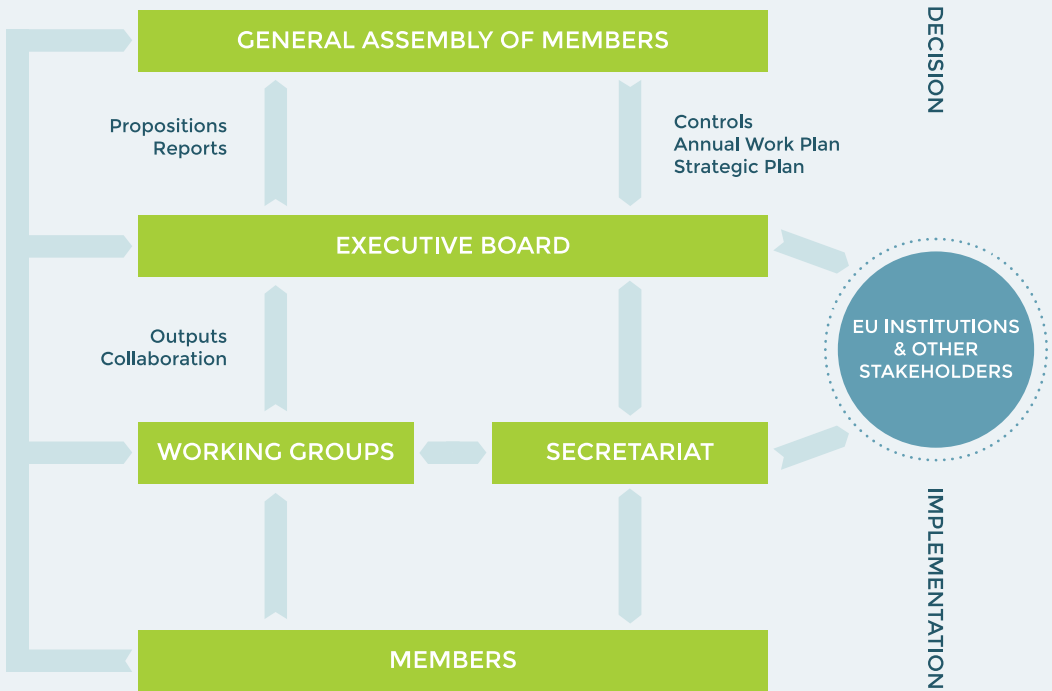 GENERAL ASSEMBLY OF MEMBERS
DECISION
Propositions
Reports
Controls
Annual Work Plan
Strategic Plan
EXECUTIVE BOARD
Outputs
Collaboration
EU INSTITUTIONS
& OTHER
STAKEHOLDERS
WORKING GROUPS
SECRETARIAT
IMPLEMENTATION
MEMBERS